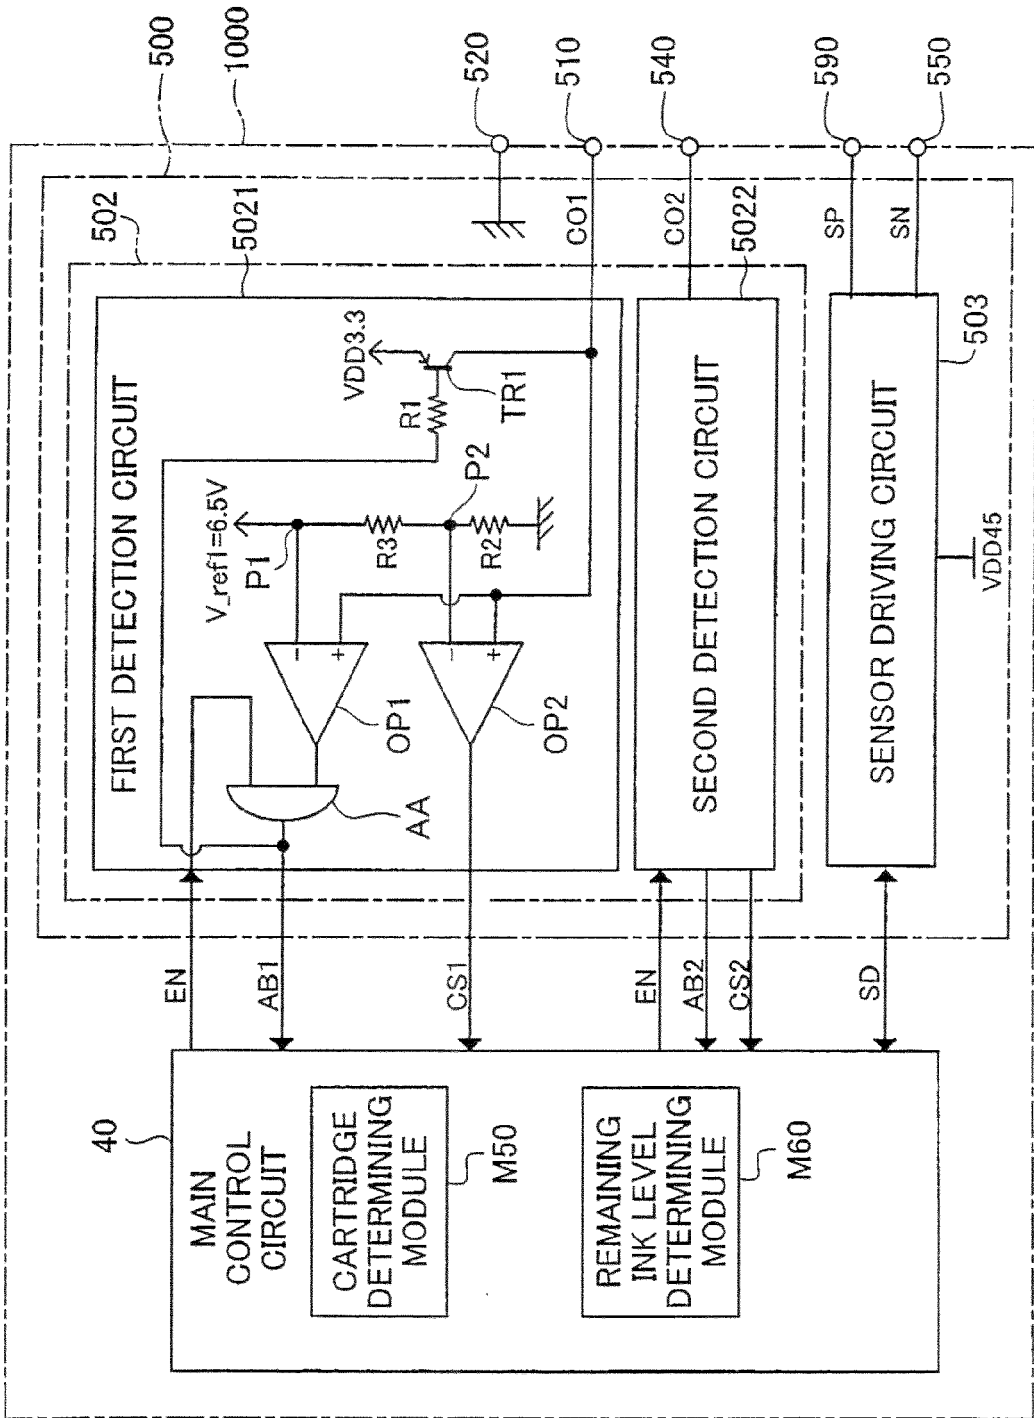 40
MAIN
CONTROL
CIRCUIT
CARTRIDGE
DETERMINING
MODULE
M50
REMAINING
INK LEVEL
DETERMINING
MODULE
M60
EN
AB1
CS1
EN
AB2
CS2
SD
FIRST DETECTION CIRCUIT
AA
OP1
OP2
V_ref1=6.5V
P1
R3
P2
R2
R1
VDD3.3
TR1
SECOND DETECTION CIRCUIT
SENSOR DRIVING CIRCUIT
VDD45
503
502
5021
5022
CO1
CO2
SP
SN
500
1000
520
510
540
590
550